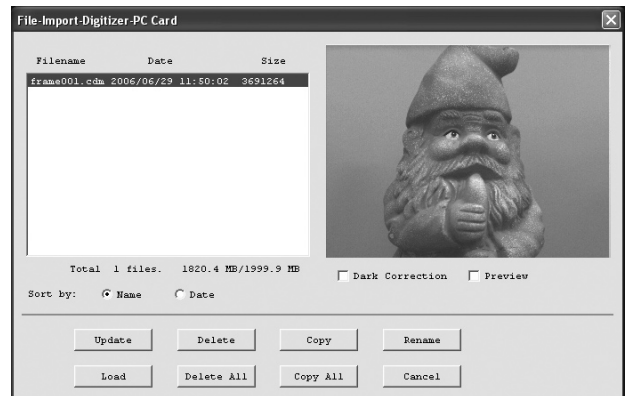 File-Import-Digitizer-PC Card
Filename Date Size
frame001.cdm 2006/06/29 11:50:02 3691264
Total 1 files. 1820.4 MB/1999.9 MB
Dark Correction Preview
Sort by: Name Date
Update Delete Copy Rename
Load Delete All Copy All Cancel